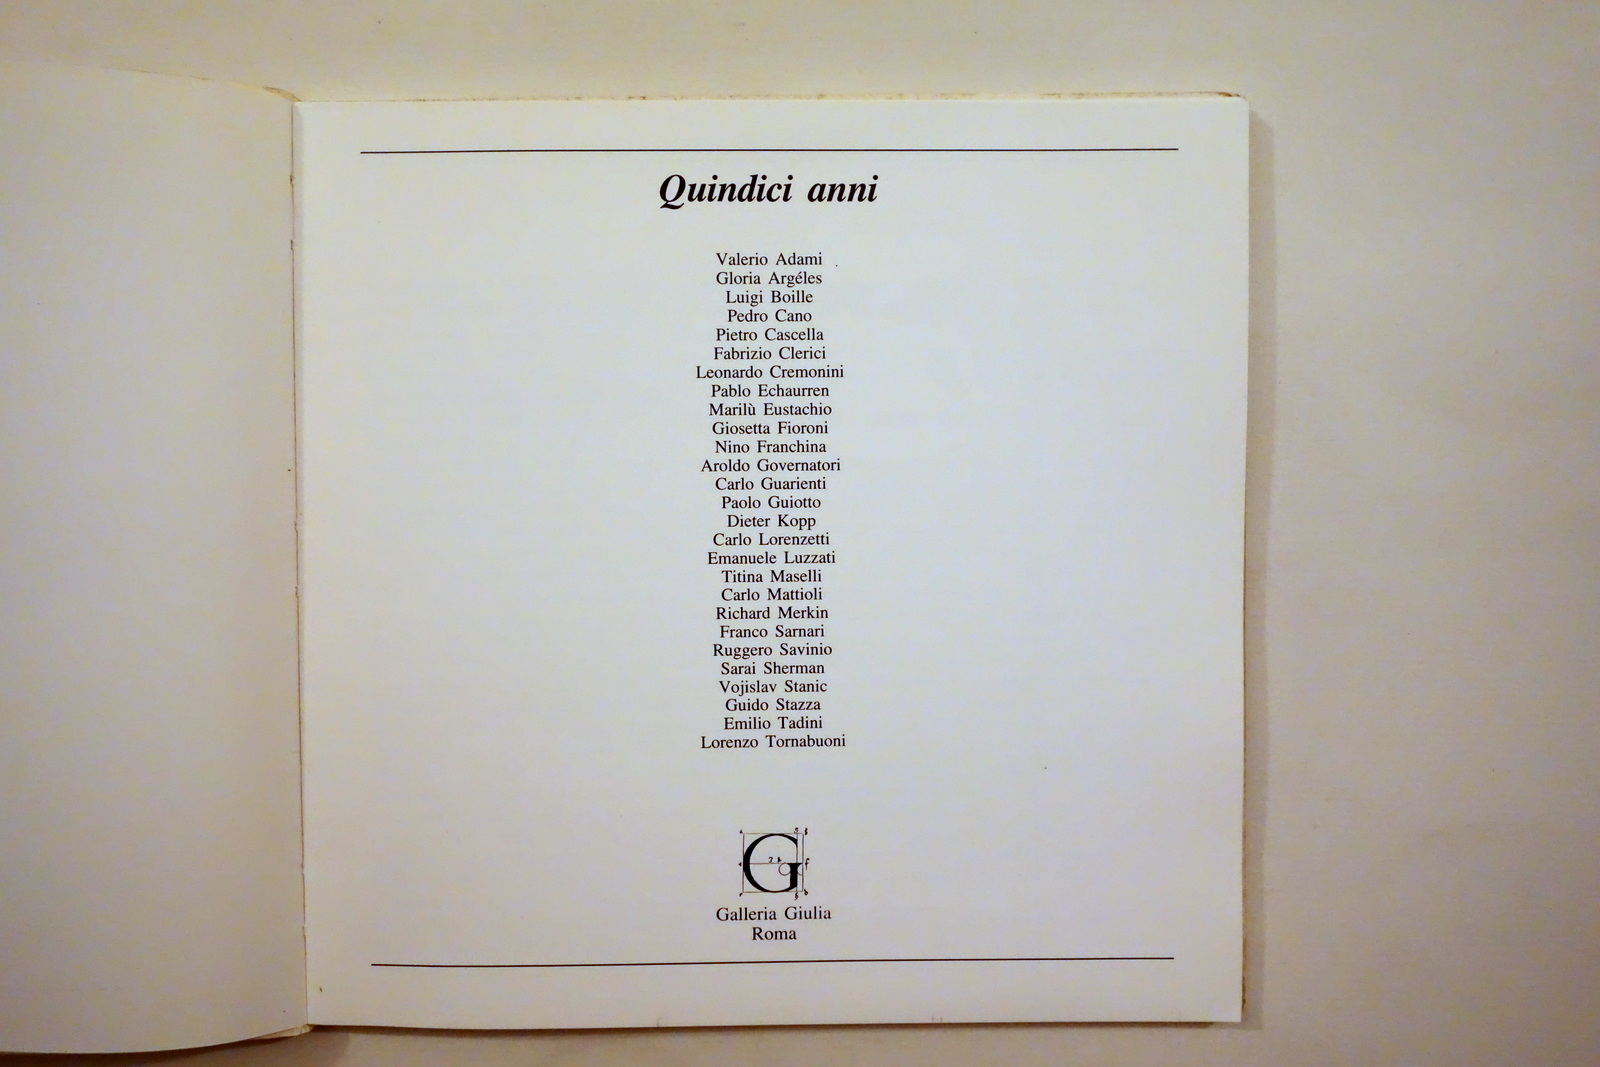 Quindici anni
Valerio Adami
Gloria Argéles
Luigi Boille
Pedro Cano
Pietro Cascella
Fabrizio Clerici
Leonardo Cremonini
Pablo Echaurren
Marilù Eustachio
Giosetta Fioroni
Nino Franchina
Aroldo Governatori
Carlo Guarienti
Paolo Guiotto
Dieter Kopp
Carlo Lorenzetti
Emanuele Luzzati
Titina Maselli
Carlo Mattioli
Richard Merkin
Franco Sarnari
Ruggero Savinio
Sarai Sherman
Vojislav Stanic
Guido Stazza
Emilio Tadini
Lorenzo Tornabuoni
G
Galleria Giulia
Roma